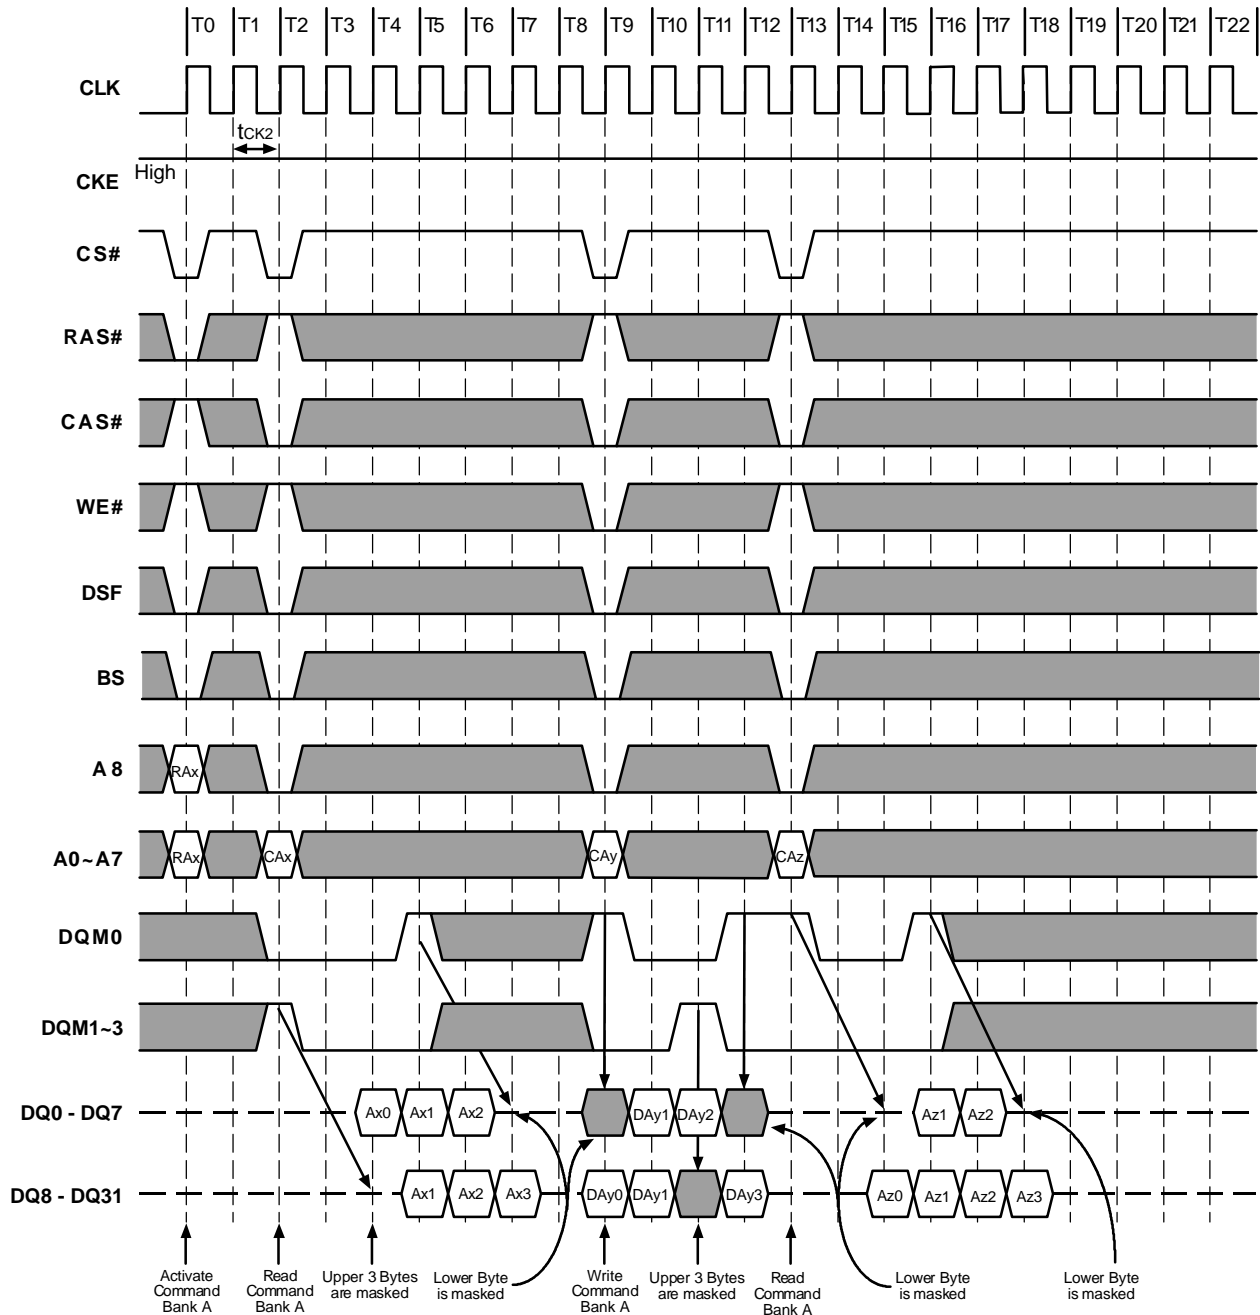 T0 T1 T2 T3 T4 T5 T6 T7 T8 T9 T10 T11 T12 T13 T14 T15 T16 T17 T18 T19 T20 T21 T22
CLK
tCK2
High
CKE
CS#
RAS#
CAS#
WE#
DSF
BS
A8
RAx
A0~A7
RAx CAx CAy CAz
DQM0
DQM1~3
DQ0 - DQ7
Ax0 Ax1 Ax2 DAy1 DAy2 Az1 Az2
DQ8 - DQ31
Ax1 Ax2 Ax3 DAy0 DAy1 DAy3 Az0 Az1 Az2 Az3
Activate
Command
Bank A
Read
Command
Bank A
Upper 3 Bytes
are masked
Lower Byte
is masked
Write
Command
Bank A
Upper 3 Bytes
are masked
Read
Command
Bank A
Lower Byte
is masked
Lower Byte
is masked